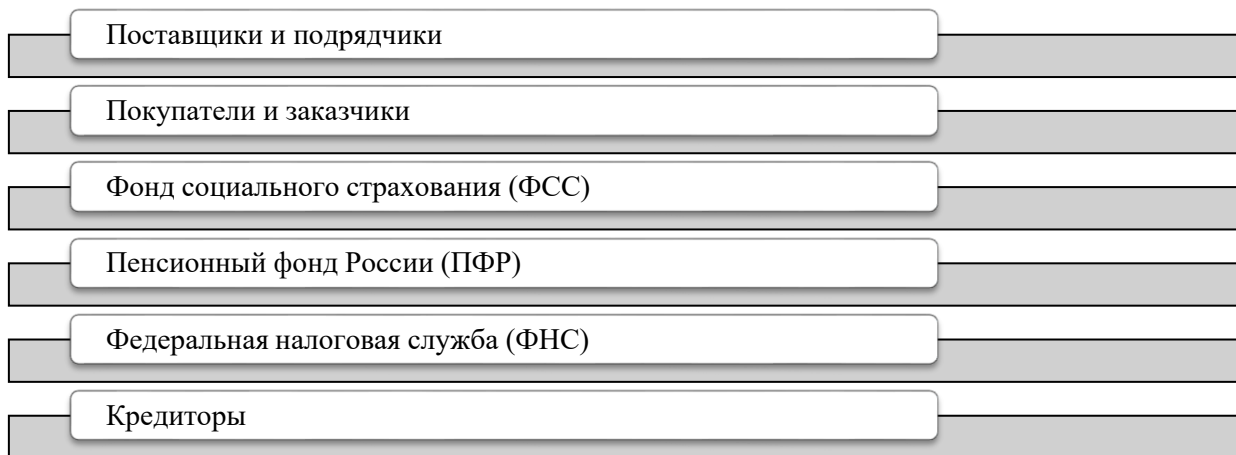 Поставщики и подрядчики
Покупатели и заказчики
Фонд социального страхования (ФСС)
Пенсионный фонд России (ПФР)
Федеральная налоговая служба (ФНС)
Кредиторы